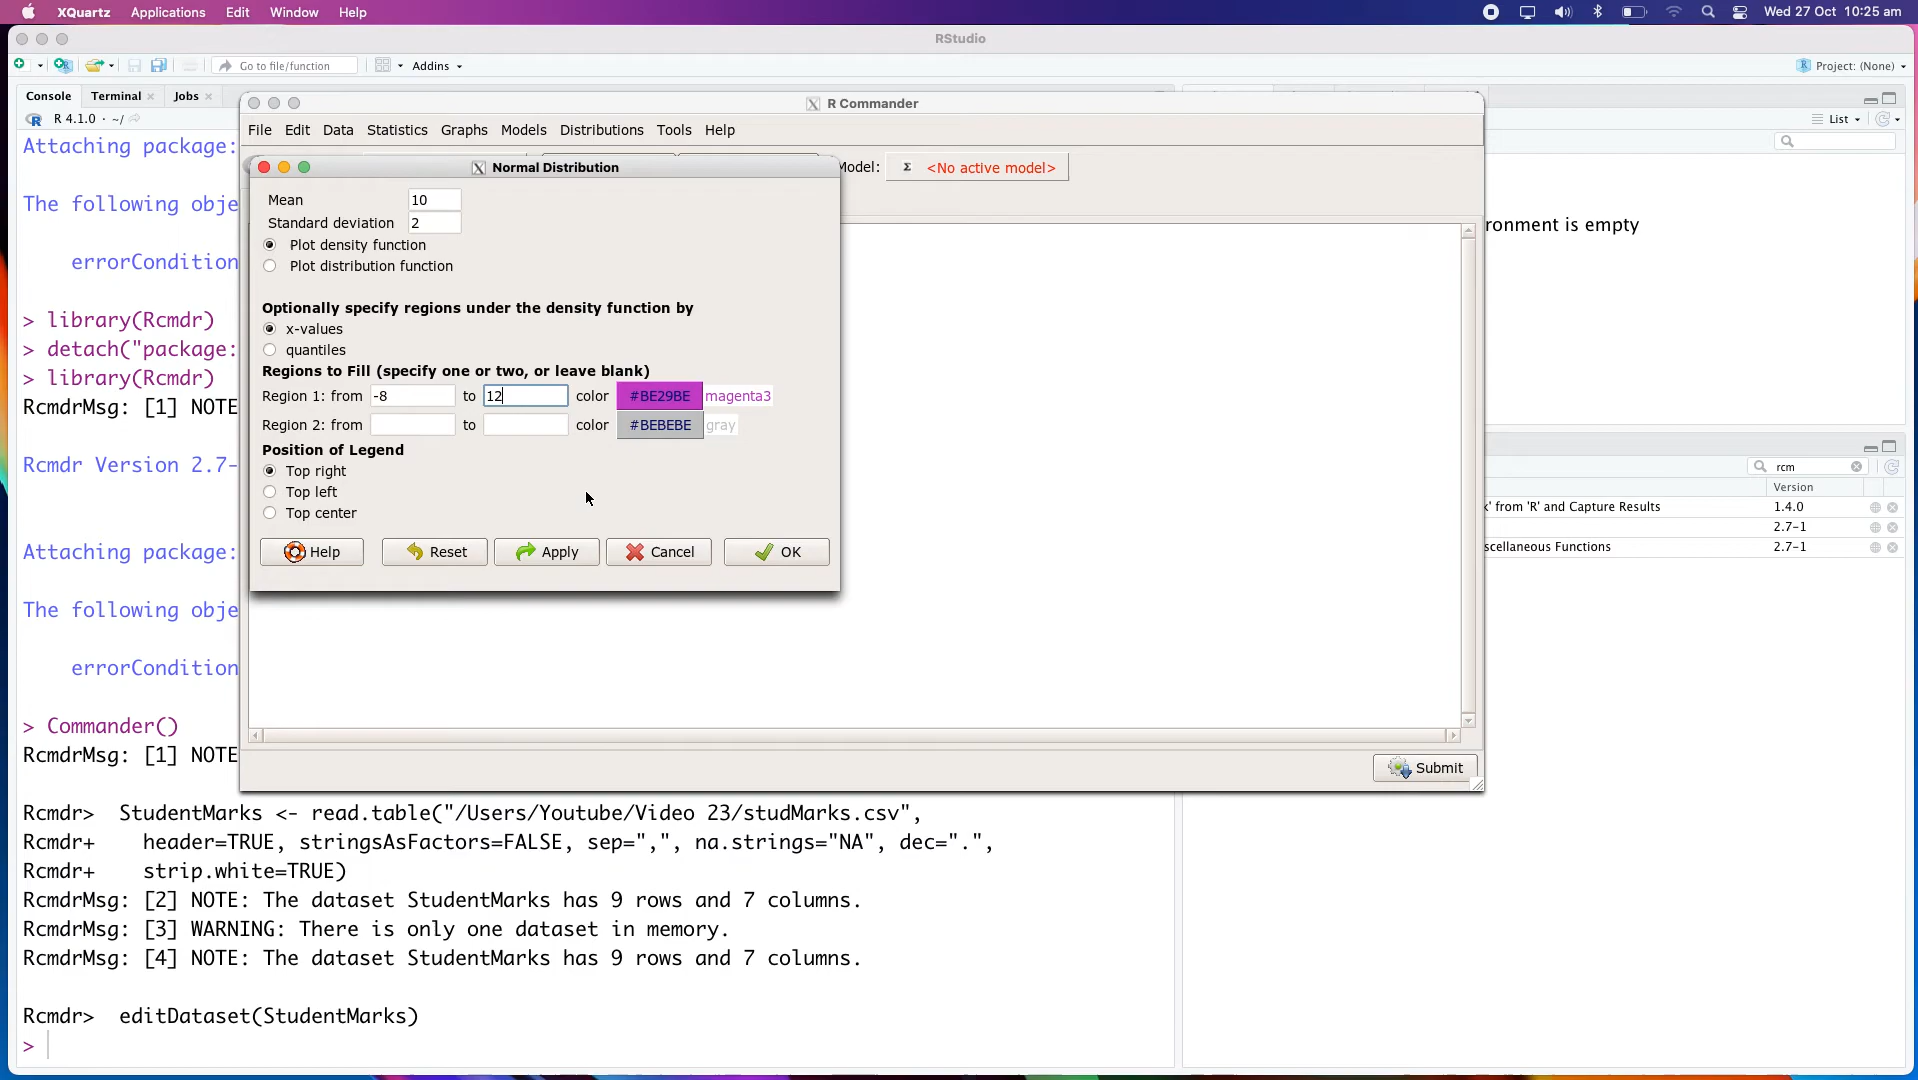 XQuartz Applications Edit Window Help
Wed 27 Oct 10:25 am
RStudio
Go to file/function
Addins
Project: (None)
Console Terminal Jobs
R 4.1.0 · ~/
List
Attaching package:
The following obje
errorCondition
> library(Rcmdr)
> detach("package:
> library(Rcmdr)
RcmdrMsg: [1] NOTE
Rcmdr Version 2.7-
Attaching package:
The following obje
errorCondition
> Commander()
RcmdrMsg: [1] NOTE
Rcmdr> StudentMarks <- read.table("/Users/Youtube/Video 23/studMarks.csv",
Rcmdr+ header=TRUE, stringsAsFactors=FALSE, sep=",", na.strings="NA", dec=".",
Rcmdr+ strip.white=TRUE)
RcmdrMsg: [2] NOTE: The dataset StudentMarks has 9 rows and 7 columns.
RcmdrMsg: [3] WARNING: There is only one dataset in memory.
RcmdrMsg: [4] NOTE: The dataset StudentMarks has 9 rows and 7 columns.
Rcmdr> editDataset(StudentMarks)
>
R Commander
File Edit Data Statistics Graphs Models Distributions Tools Help
Model: Σ <No active model>
Submit
Normal Distribution
Mean 10
Standard deviation 2
Plot density function
Plot distribution function
Optionally specify regions under the density function by
x-values
quantiles
Regions to Fill (specify one or two, or leave blank)
Region 1: from -8 to 12 color #BE29BE magenta3
Region 2: from to color #BEBEBE gray
Position of Legend
Top right
Top left
Top center
Help Reset Apply Cancel OK
ronment is empty
rcm
Version
k' from 'R' and Capture Results 1.4.0
2.7-1
scellaneous Functions 2.7-1